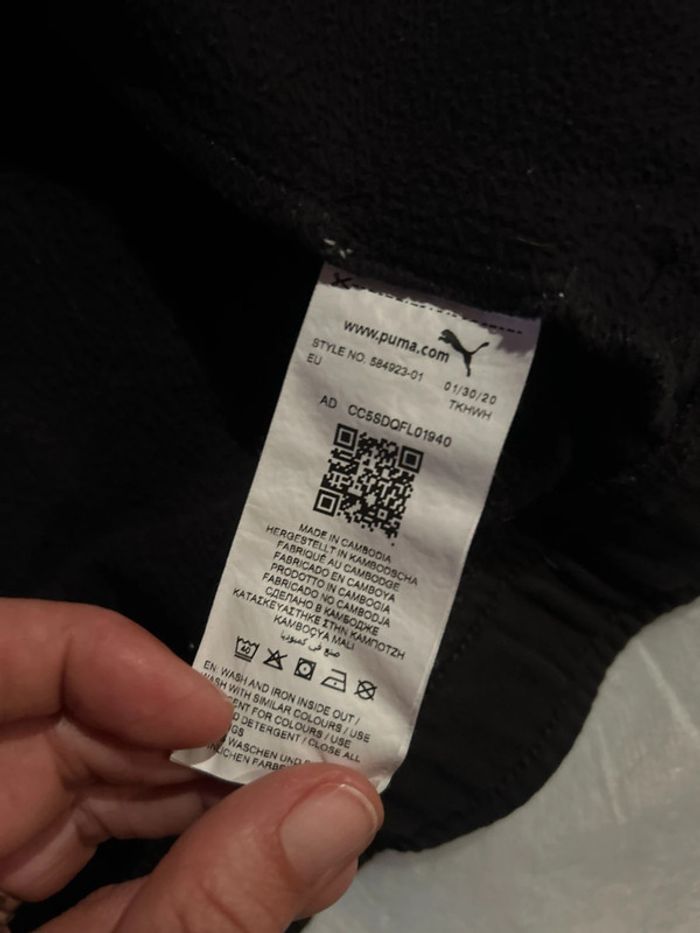 www.puma.com
STYLE NO: 584923-01
EU
01/30/20
TKHWH
AD CC5SDQFL01940
MADE IN CAMBODIA
HERGESTELLT IN KAMBODSCHA
FABRIQUÉ AU CAMBODGE
FABRICADO EN CAMBOYA
PRODOTTO IN CAMBOGIA
FABRICADO NO CAMBODJA
СДЕЛАНО В КАМБОДЖЕ
ΚΑΤΑΣΚΕΥΑΣΤΗΚΕ ΣΤΗΝ ΚΑΜΠΟΤΖΗ
KAMBOÇYA MALI
صنع في كمبوديا
40
EN: WASH AND IRON INSIDE OUT /
WASH WITH SIMILAR COLOURS / USE
FOR COLOURS / USE
DETERGENT / CLOSE ALL
WASCHEN UND